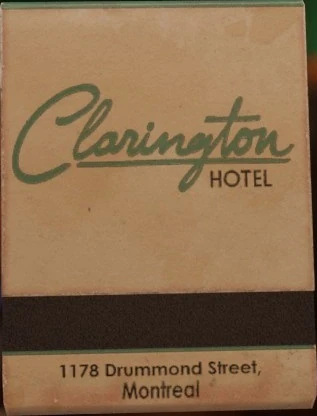 Clarington
HOTEL
1178 Drummond Street,
Montreal